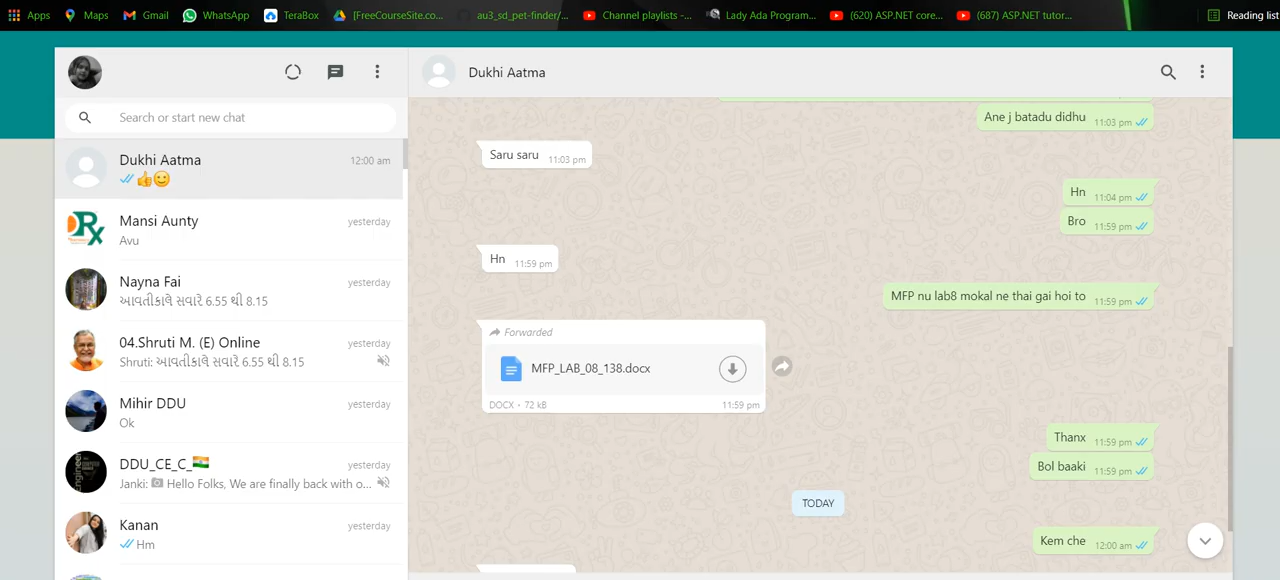 Apps Maps Gmail WhatsApp TeraBox [FreeCourseSite.co... au3_sd_pet-finder/... Channel playlists -... Lady Ada Program... (620) ASP.NET core... (687) ASP.NET tutor... Reading list
Search or start new chat
Dukhi Aatma 12:00 am
👍😊
Mansi Aunty yesterday
Avu
Nayna Fai yesterday
આવતીકાલે સવારે 6.55 થી 8.15
04.Shruti M. (E) Online yesterday
Shruti: આવતીકાલે સવારે 6.55 થી 8.15
Mihir DDU yesterday
Ok
DDU_CE_C_🇮🇳 yesterday
Janki: 📷 Hello Folks, We are finally back with o...
Kanan yesterday
Hm
Dukhi Aatma
Ane j batadu didhu 11:03 pm
Saru saru 11:03 pm
Hn 11:04 pm
Bro 11:59 pm
Hn 11:59 pm
MFP nu lab8 mokal ne thai gai hoi to 11:59 pm
Forwarded
MFP_LAB_08_138.docx
DOCX • 72 kB 11:59 pm
Thanx 11:59 pm
Bol baaki 11:59 pm
TODAY
Kem che 12:00 am